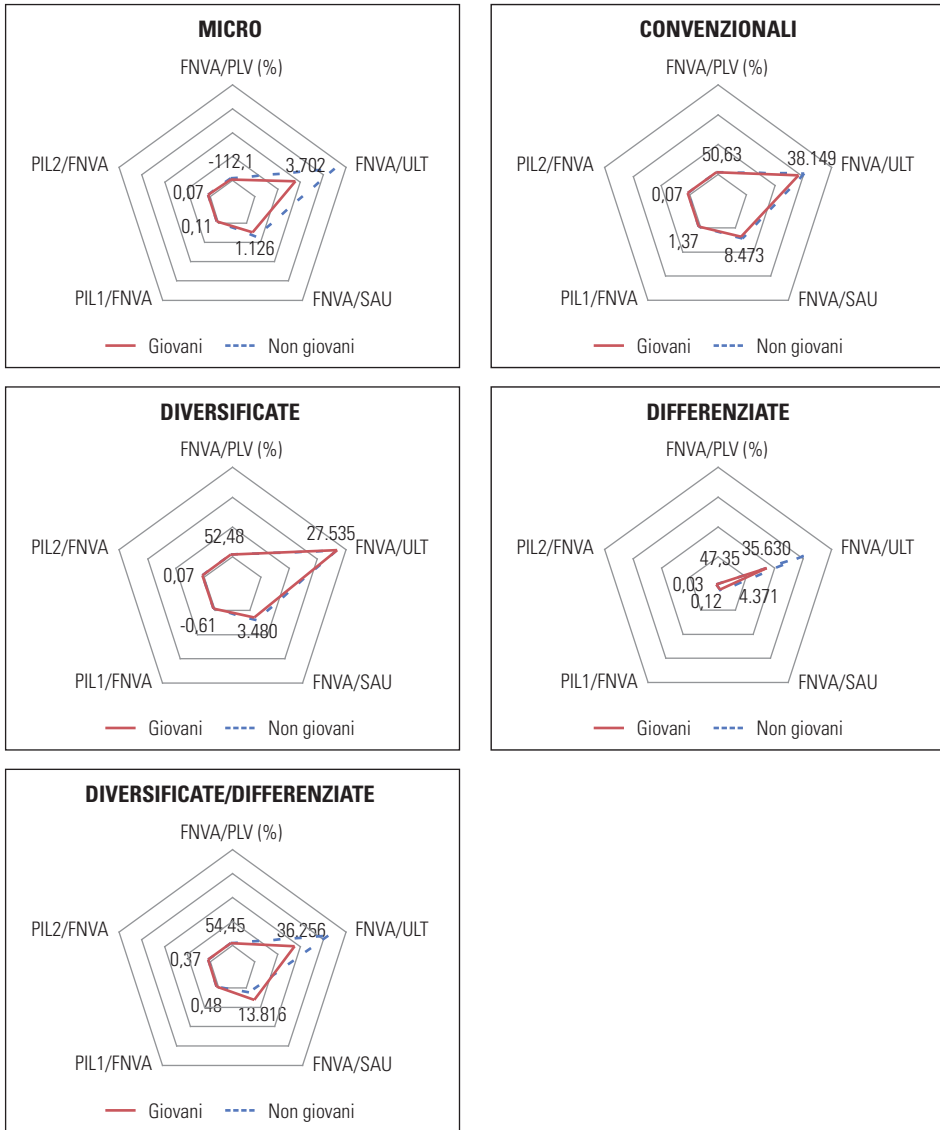 MICRO
FNVA/PLV (%)
PIL2/FNVA
FNVA/ULT
-112,1
3.702
0,07
0,11
1.126
PIL1/FNVA
FNVA/SAU
Giovani
Non giovani
CONVENZIONALI
FNVA/PLV (%)
PIL2/FNVA
FNVA/ULT
50,63
38.149
0,07
1,37
8.473
PIL1/FNVA
FNVA/SAU
Giovani
Non giovani
DIVERSIFICATE
FNVA/PLV (%)
PIL2/FNVA
FNVA/ULT
52,48
27.535
0,07
-0,61
3.480
PIL1/FNVA
FNVA/SAU
Giovani
Non giovani
DIFFERENZIATE
FNVA/PLV (%)
PIL2/FNVA
FNVA/ULT
47,35
35.630
0,03
0,12
4.371
PIL1/FNVA
FNVA/SAU
Giovani
Non giovani
DIVERSIFICATE/DIFFERENZIATE
FNVA/PLV (%)
PIL2/FNVA
FNVA/ULT
54,45
36.256
0,37
0,48
13.816
PIL1/FNVA
FNVA/SAU
Giovani
Non giovani